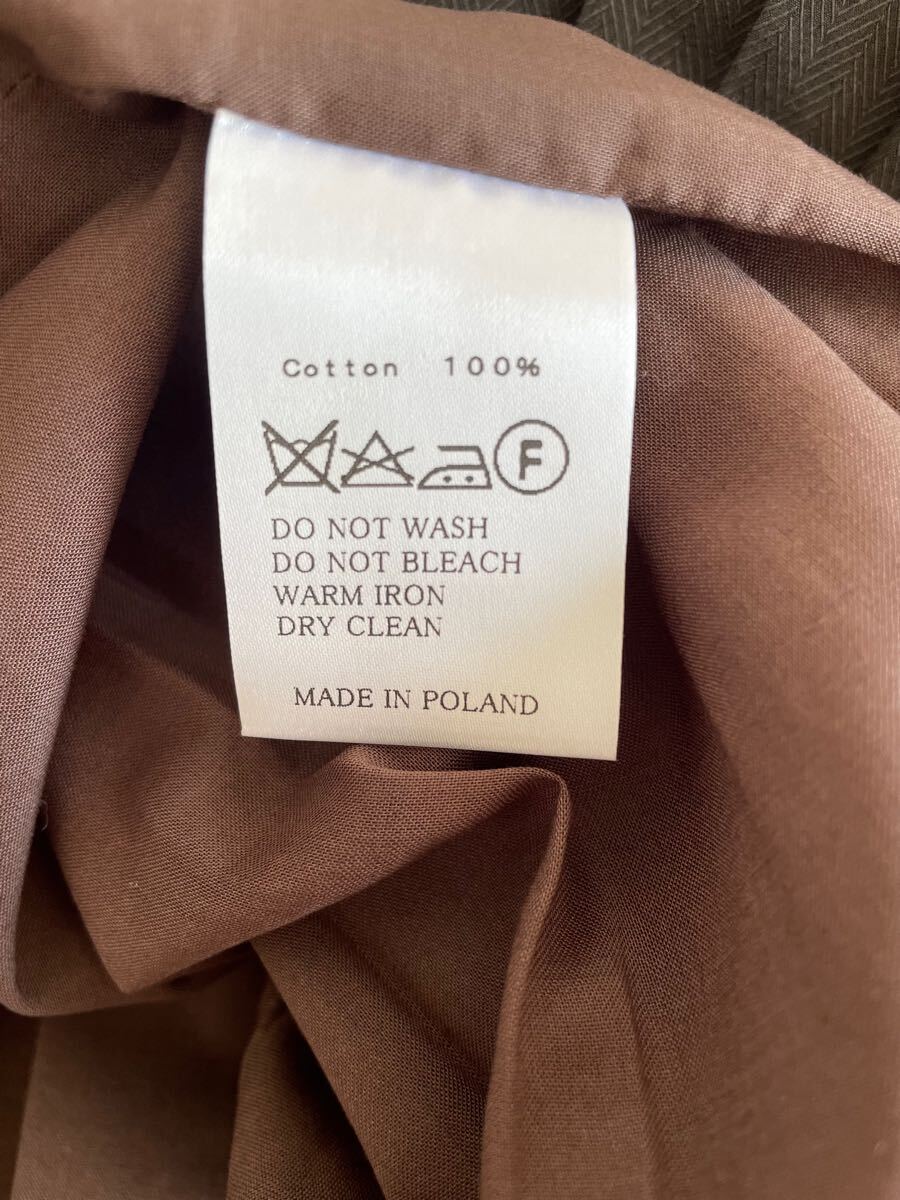 Cotton 100%
F
DO NOT WASH
DO NOT BLEACH
WARM IRON
DRY CLEAN
MADE IN POLAND